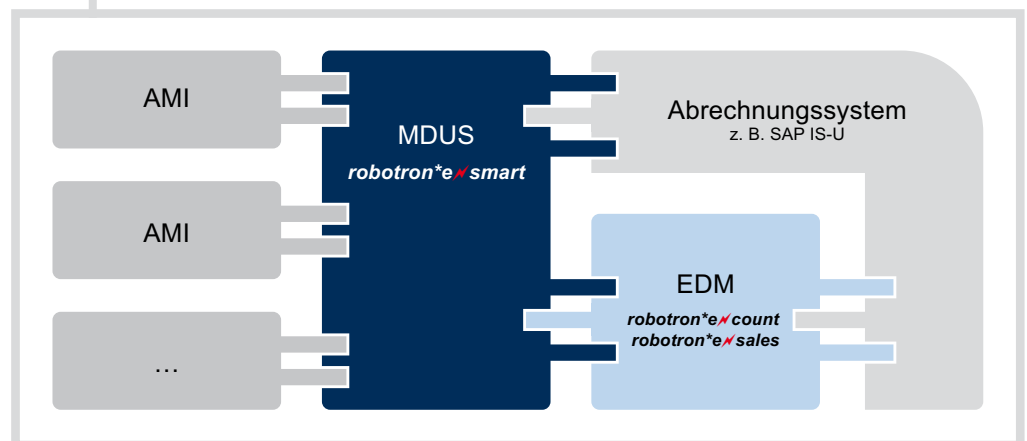 AMI
AMI
…
MDUS
robotron*e smart
Abrechnungssystem
z. B. SAP IS-U
EDM
robotron*e count
robotron*e sales